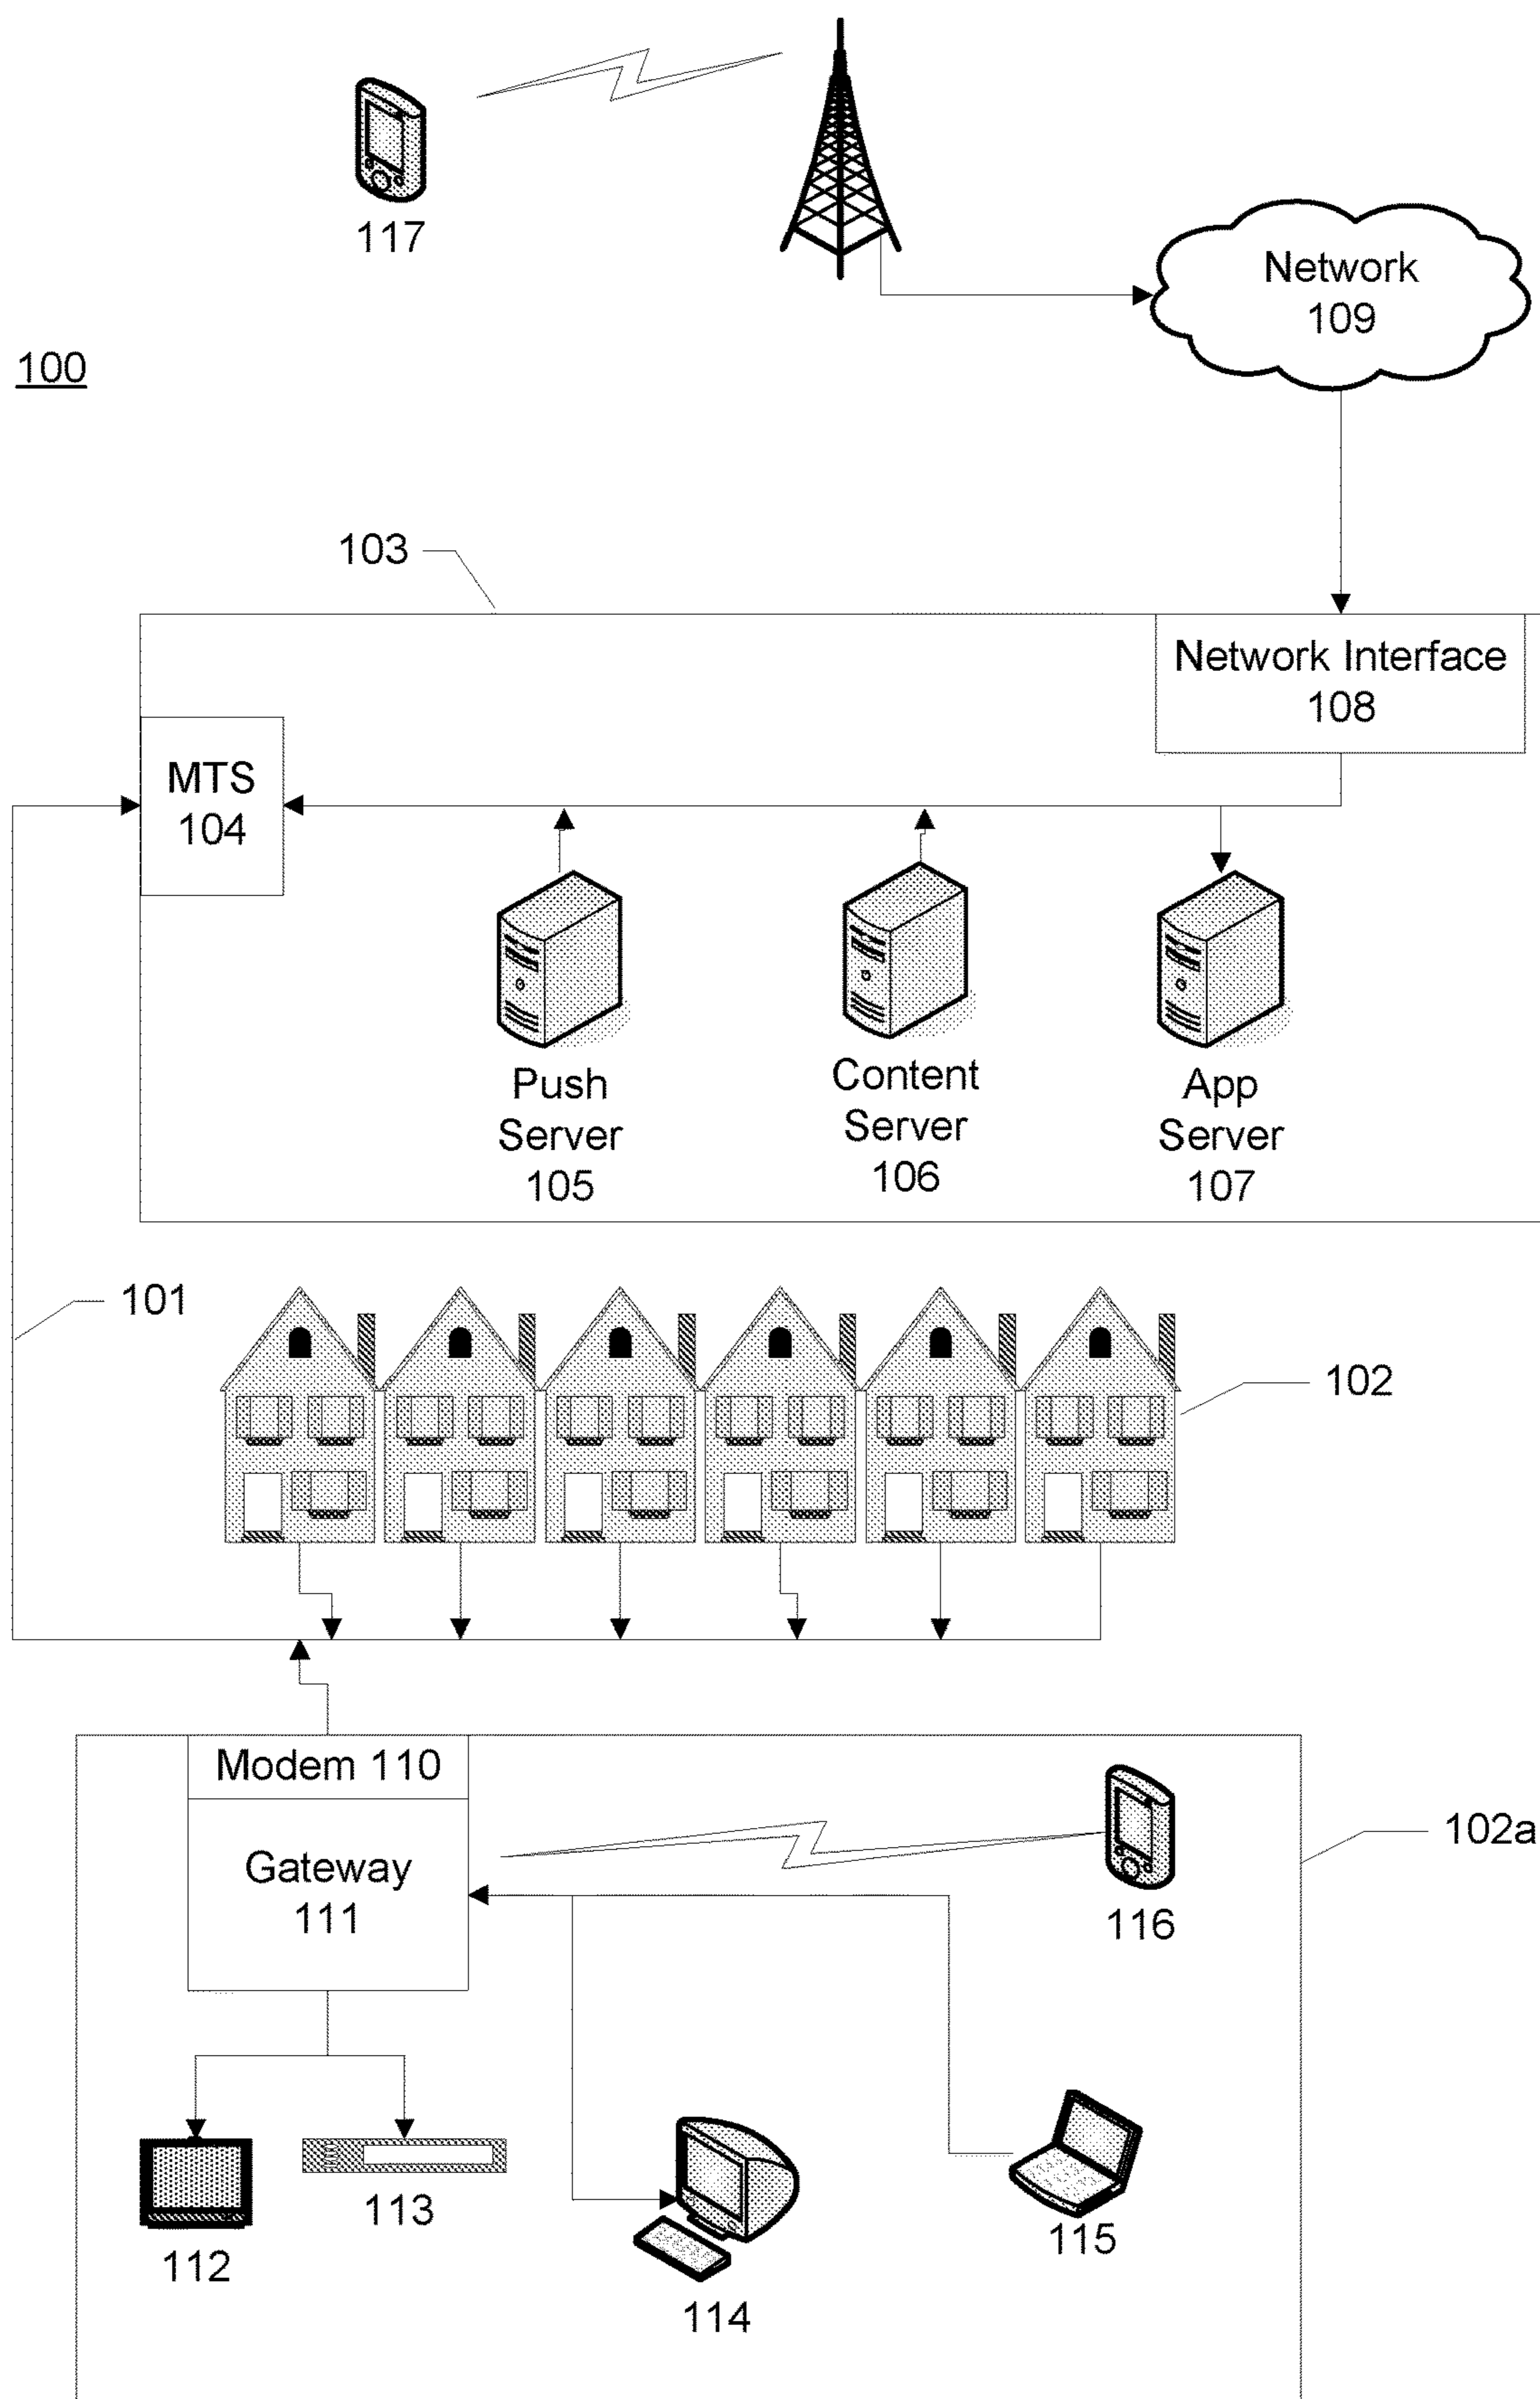 117
Network
109
100
103
Network Interface
108
MTS
104
Push
Server
105
Content
Server
106
App
Server
107
101
102
Modem 110
102a
Gateway
111
116
112
113
114
115